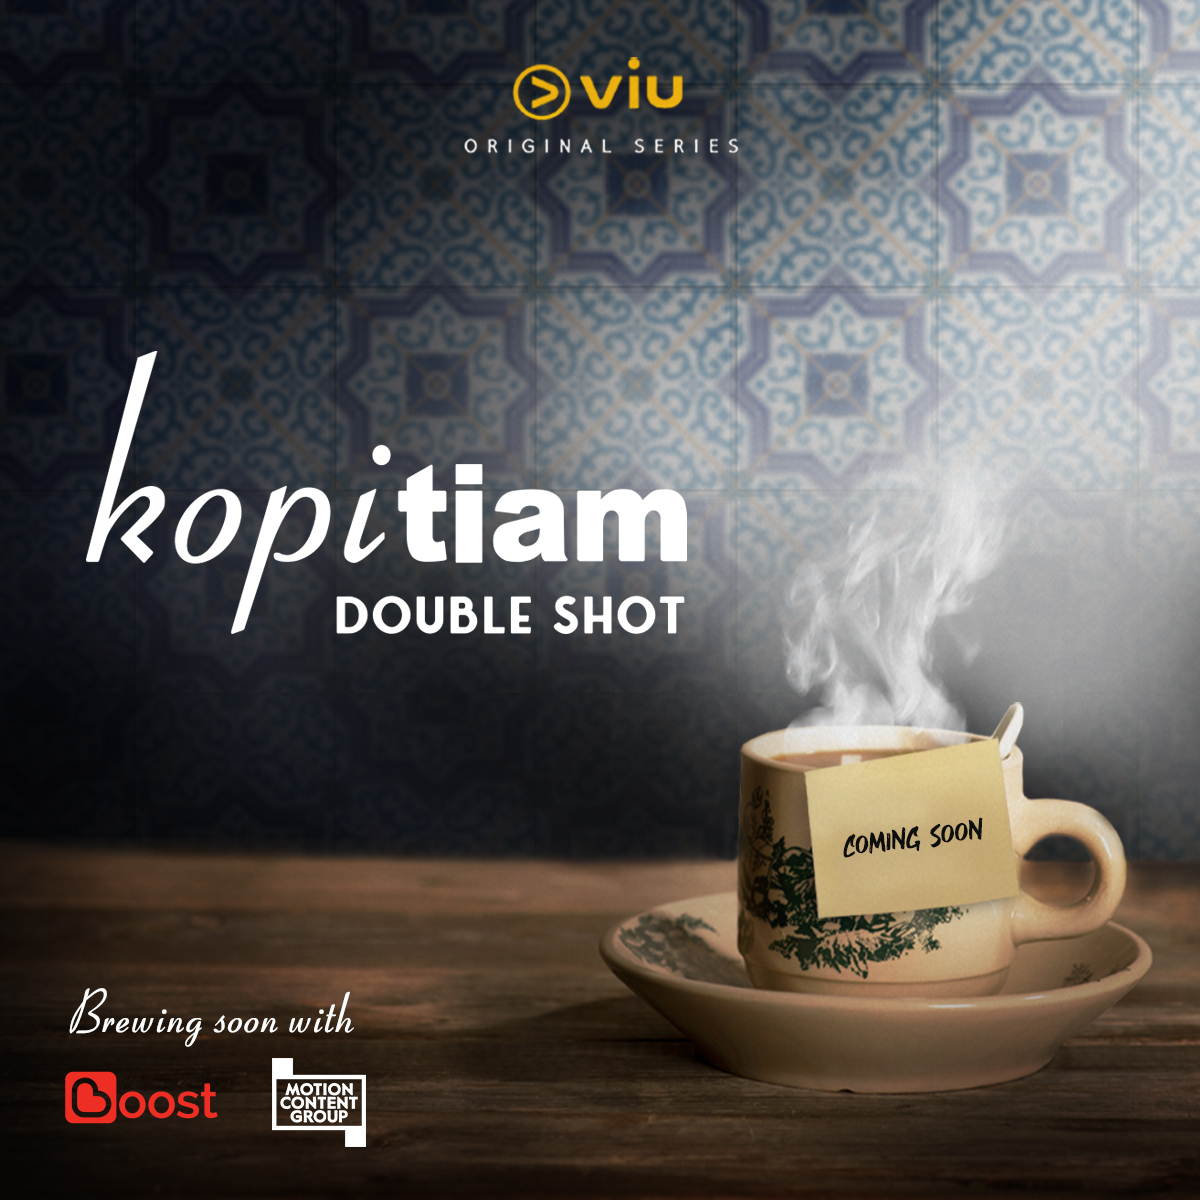 viu
ORIGINAL SERIES
kopitiam
DOUBLE SHOT
COMING SOON
Brewing soon with
Boost
MOTION
CONTENT
GROUP